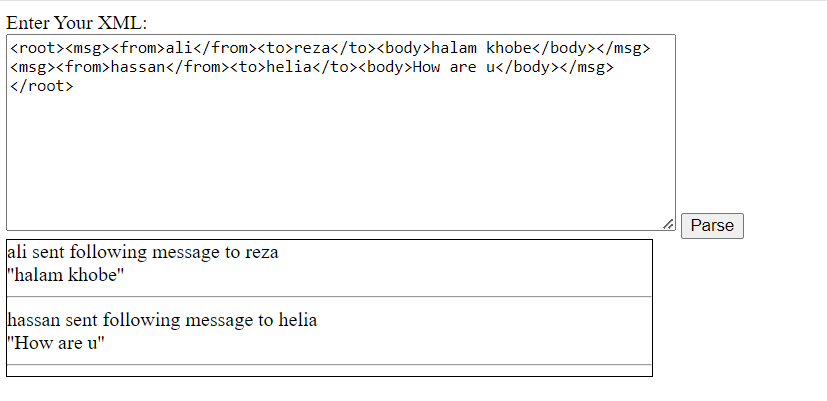 Enter Your XML:
<root><msg><from>ali</from><to>reza</to><body>halam khobe</body></msg>
<msg><from>hassan</from><to>helia</to><body>How are u</body></msg>
</root>
Parse
ali sent following message to reza
"halam khobe"
hassan sent following message to helia
"How are u"